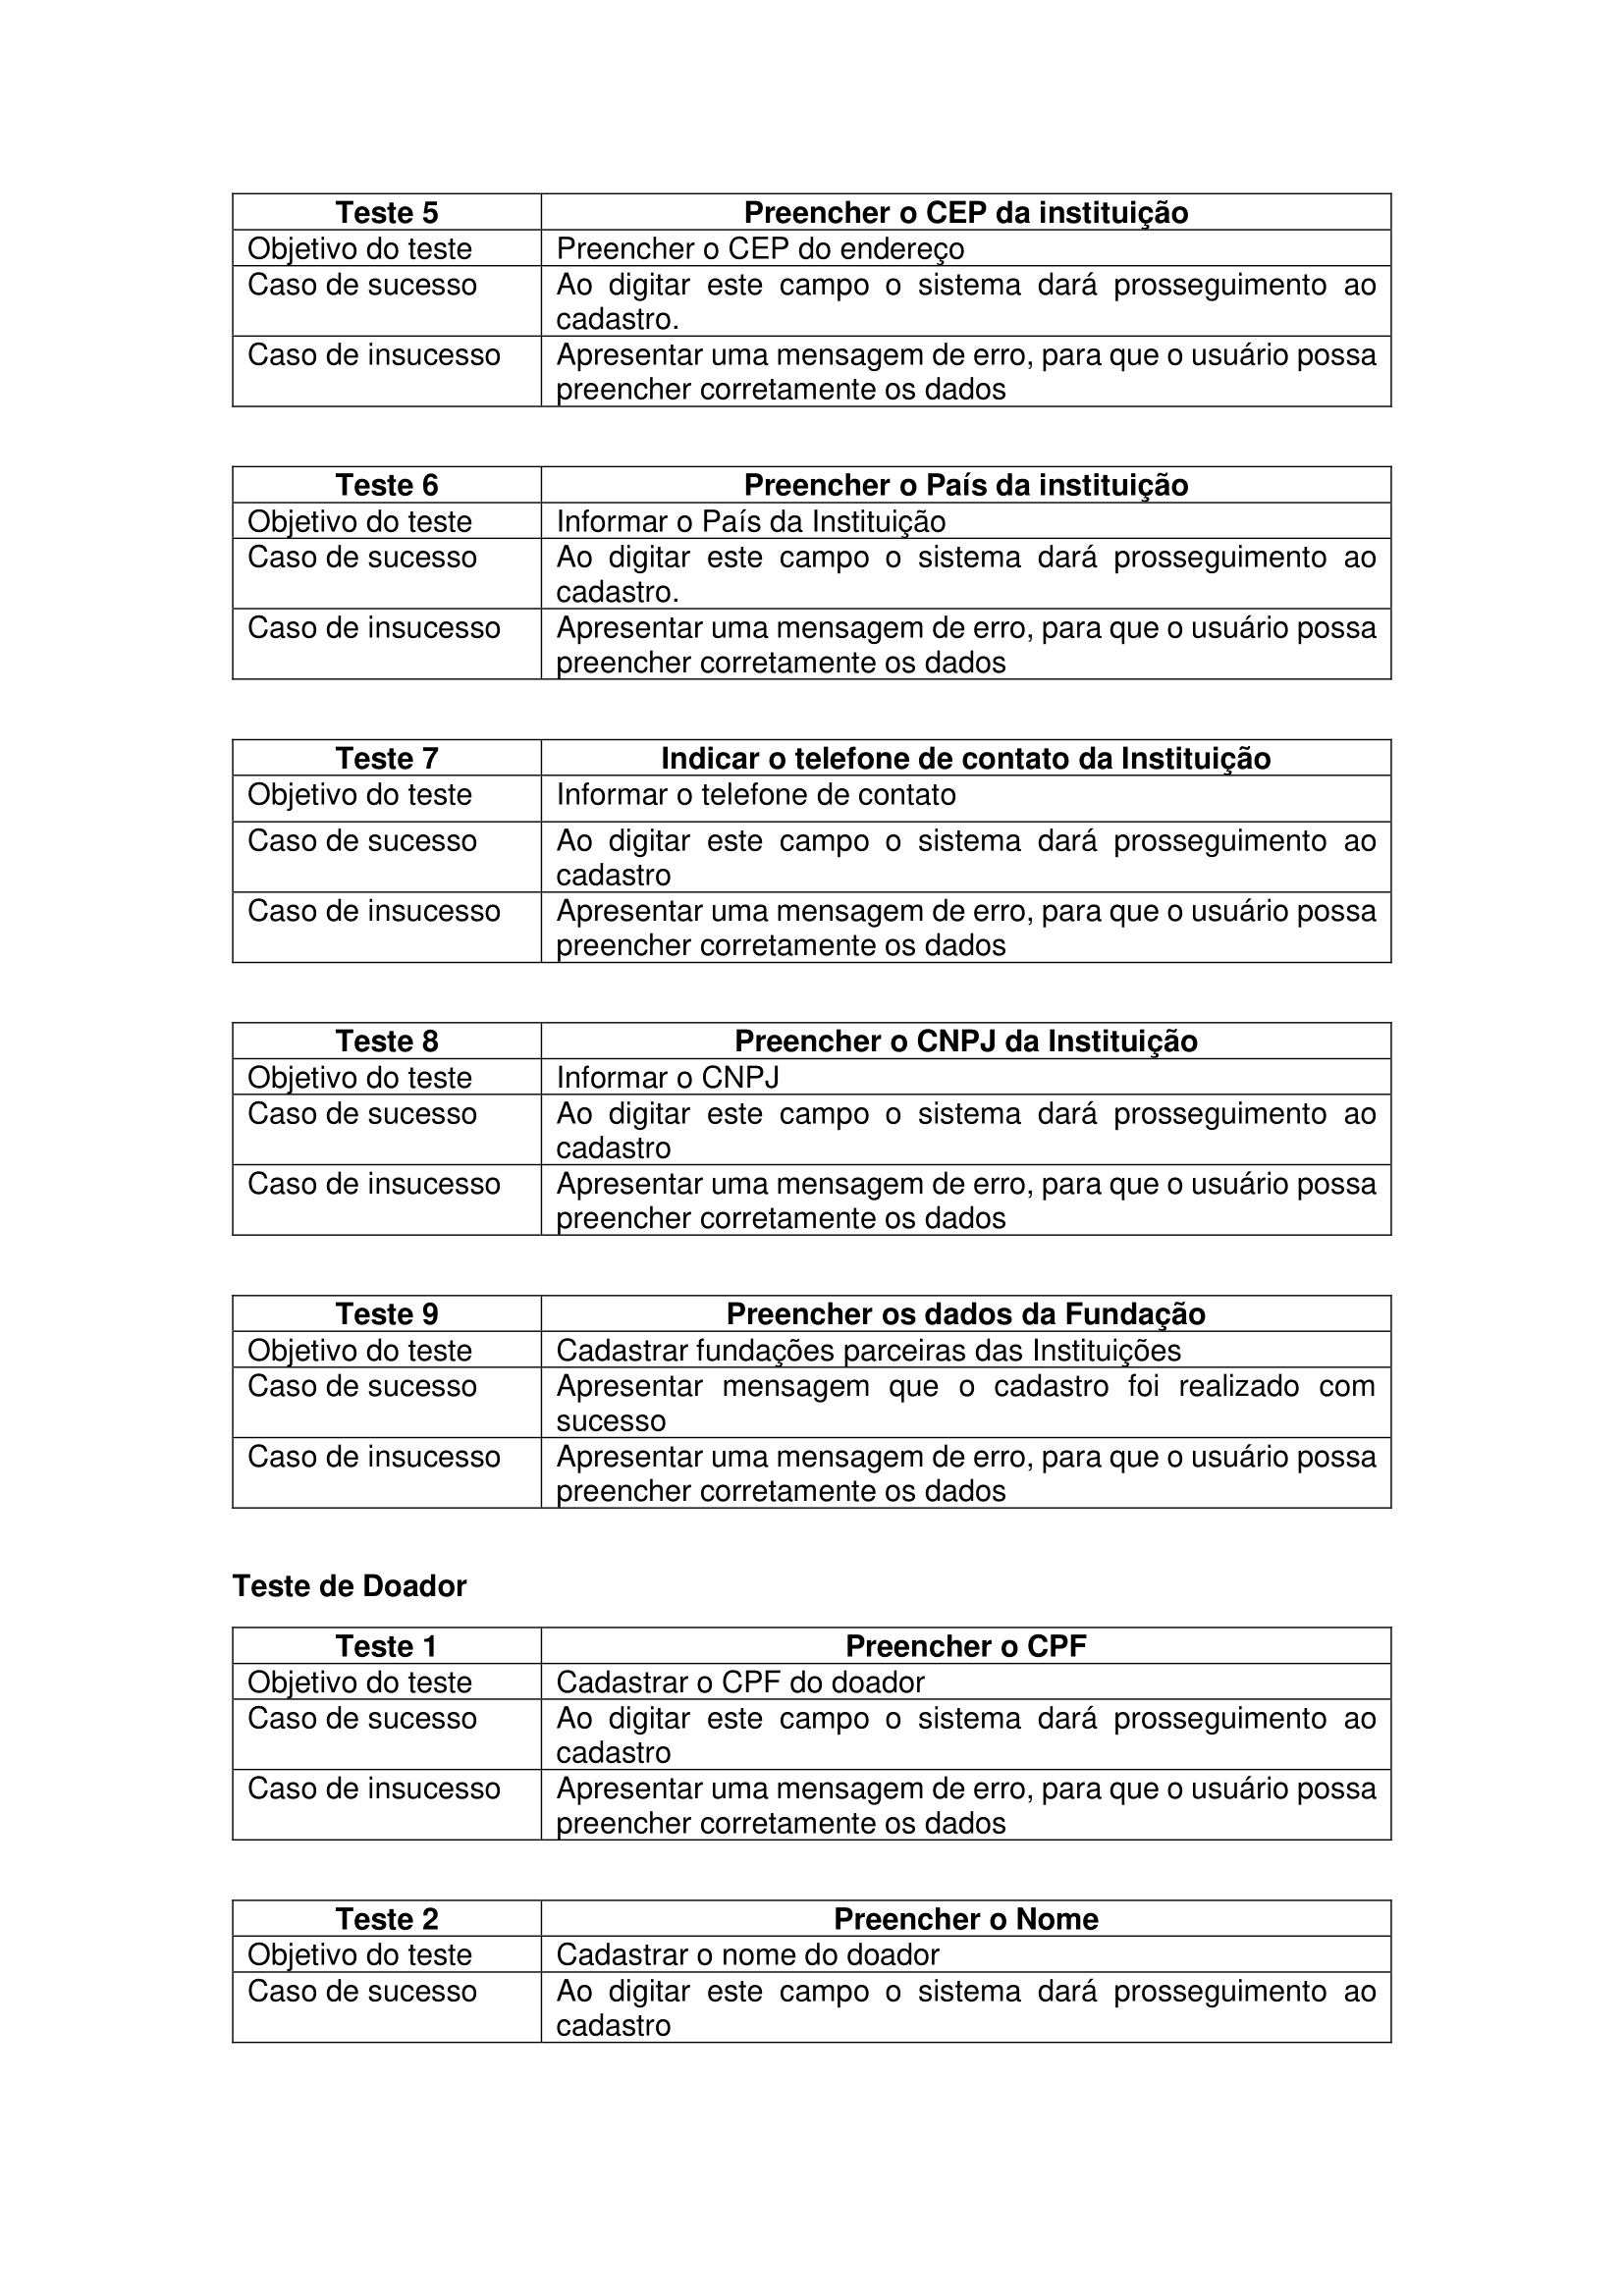 Teste 5 Preencher o CEP da instituição
Objetivo do teste Preencher o CEP do endereço
Caso de sucesso Ao digitar este campo o sistema dará prosseguimento ao
cadastro.
Caso de insucesso Apresentar uma mensagem de erro, para que o usuário possa
preencher corretamente os dados
Teste 6 Preencher o País da instituição
Objetivo do teste Informar o País da Instituição
Caso de sucesso Ao digitar este campo o sistema dará prosseguimento ao
cadastro.
Caso de insucesso Apresentar uma mensagem de erro, para que o usuário possa
preencher corretamente os dados
Teste 7 Indicar o telefone de contato da Instituição
Objetivo do teste Informar o telefone de contato
Caso de sucesso Ao digitar este campo o sistema dará prosseguimento ao
cadastro
Caso de insucesso Apresentar uma mensagem de erro, para que o usuário possa
preencher corretamente os dados
Teste 8 Preencher o CNPJ da Instituição
Objetivo do teste Informar o CNPJ
Caso de sucesso Ao digitar este campo o sistema dará prosseguimento ao
cadastro
Caso de insucesso Apresentar uma mensagem de erro, para que o usuário possa
preencher corretamente os dados
Teste 9 Preencher os dados da Fundação
Objetivo do teste Cadastrar fundações parceiras das Instituições
Caso de sucesso Apresentar mensagem que o cadastro foi realizado com
sucesso
Caso de insucesso Apresentar uma mensagem de erro, para que o usuário possa
preencher corretamente os dados
Teste de Doador
Teste 1 Preencher o CPF
Objetivo do teste Cadastrar o CPF do doador
Caso de sucesso Ao digitar este campo o sistema dará prosseguimento ao
cadastro
Caso de insucesso Apresentar uma mensagem de erro, para que o usuário possa
preencher corretamente os dados
Teste 2 Preencher o Nome
Objetivo do teste Cadastrar o nome do doador
Caso de sucesso Ao digitar este campo o sistema dará prosseguimento ao
cadastro